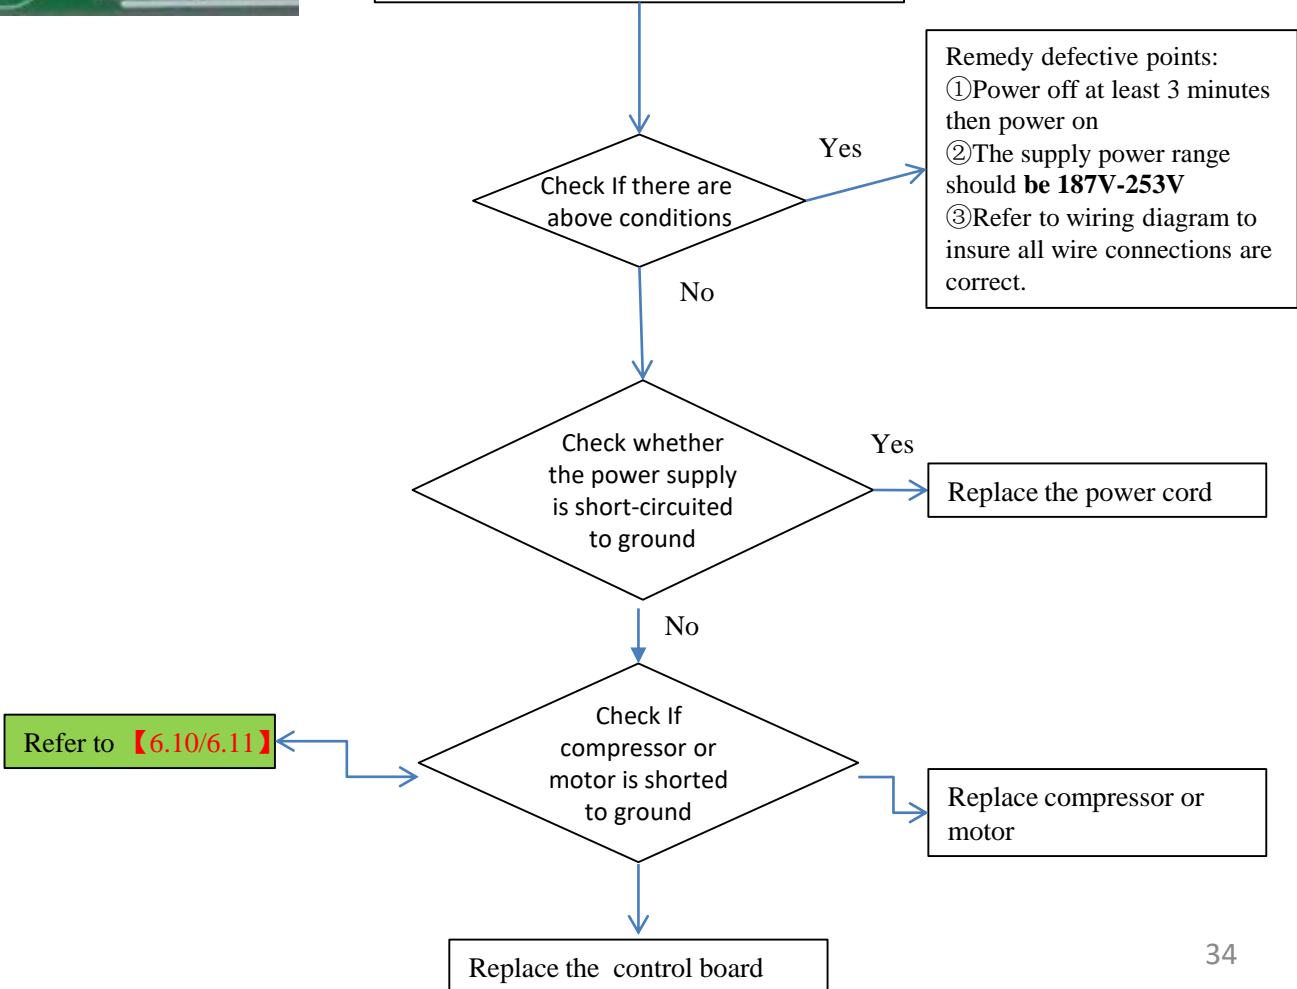 Remedy defective points:
①Power off at least 3 minutes
then power on
②The supply power range
should be 187V-253V
③Refer to wiring diagram to
insure all wire connections are
correct.
Yes
Check If there are
above conditions
No
Check whether
the power supply
is short-circuited
to ground
Yes
Replace the power cord
No
Check If
compressor or
motor is shorted
to ground
Refer to 【6.10/6.11】
Replace compressor or
motor
Replace the control board
34